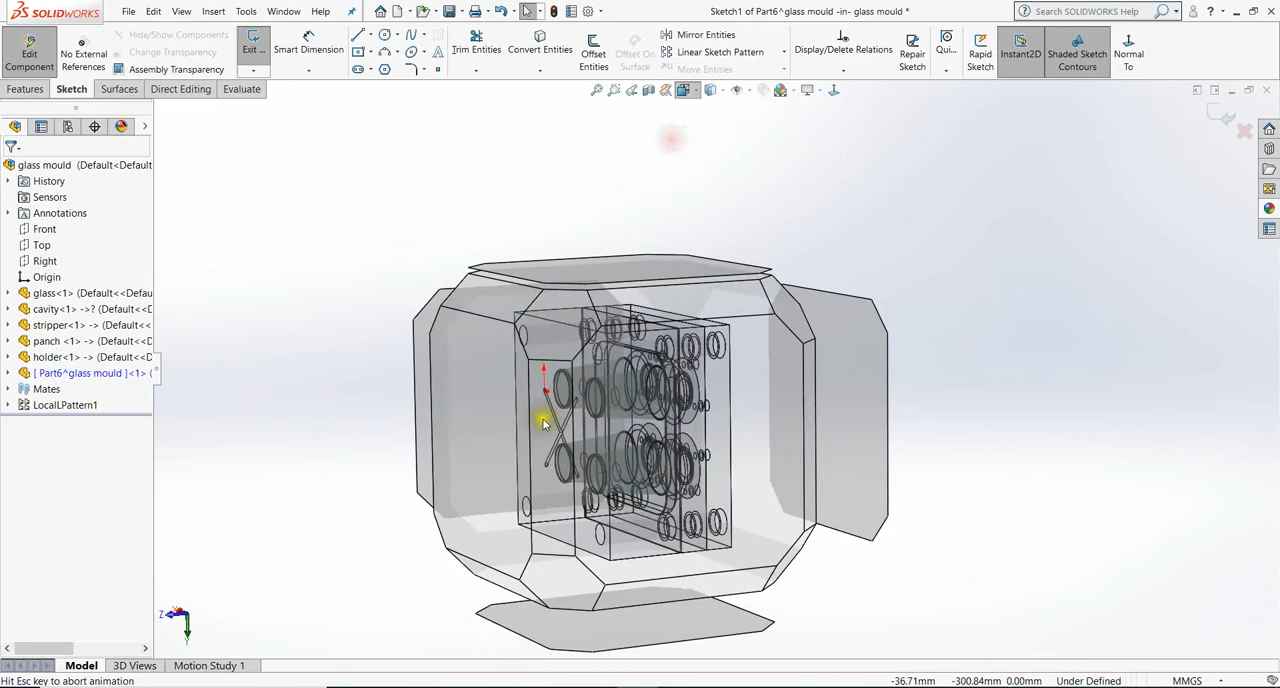 SOLIDWORKS File Edit View Insert Tools Window Help Sketch1 of Part6^glass mould -in- glass mould * Search SOLIDWORKS Help
Edit Component
No External References
Hide/Show Components
Change Transparency
Assembly Transparency
Exit ...
Smart Dimension
Trim Entities
Convert Entities
Offset Entities
Offset On Surface
Mirror Entities
Linear Sketch Pattern
Move Entities
Display/Delete Relations
Repair Sketch
Qui...
Rapid Sketch
Instant2D
Shaded Sketch Contours
Normal To
Features Sketch Surfaces Direct Editing Evaluate
glass mould (Default<Default
History
Sensors
Annotations
Front
Top
Right
Origin
glass<1> (Default<<Defau
cavity<1> ->? (Default<<D
stripper<1> -> (Default<<
panch <1> -> (Default<<D
holder<1> -> (Default<<D
[ Part6^glass mould ]<1> (
Mates
LocalLPattern1
Z
Model 3D Views Motion Study 1
Hit Esc key to abort animation -36.71mm -300.84mm 0.00mm Under Defined MMGS